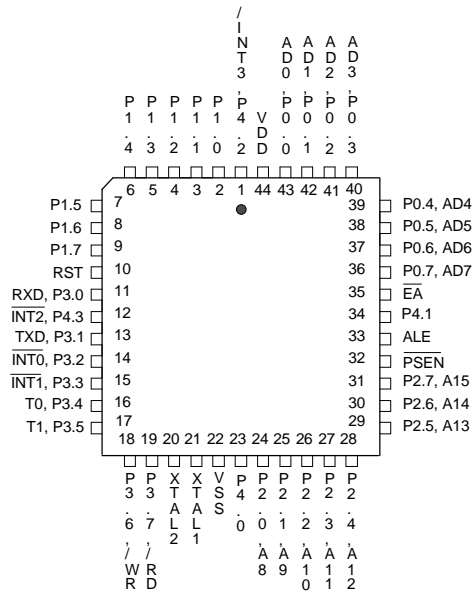 P1.4
P1.3
P1.2
P1.1
P1.0
/INT3,P4.2
VDD
AD0,P0.0
AD1,P0.1
AD2,P0.2
AD3,P0.3
6 5 4 3 2 1 44 43 42 41 40
P1.5 7
P1.6 8
P1.7 9
RST 10
RXD, P3.0 11
INT2, P4.3 12
TXD, P3.1 13
INT0, P3.2 14
INT1, P3.3 15
T0, P3.4 16
T1, P3.5 17
39 P0.4, AD4
38 P0.5, AD5
37 P0.6, AD6
36 P0.7, AD7
35 EA
34 P4.1
33 ALE
32 PSEN
31 P2.7, A15
30 P2.6, A14
29 P2.5, A13
18 19 20 21 22 23 24 25 26 27 28
P3.6,/WR
P3.7,/RD
XTAL2
XTAL1
VSS
P4.0
P2.0,A8
P2.1,A9
P2.2,A10
P2.3,A11
P2.4,A12